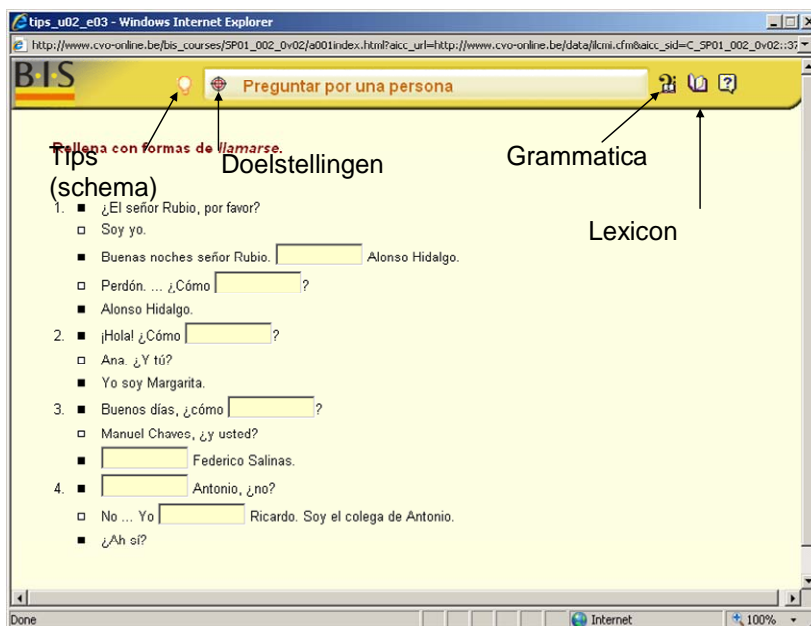 tips_u02_e03 - Windows Internet Explorer
http://www.cvo-online.be/bis_courses/SP01_002_0v02/a001index.html?aicc_url=http://www.cvo-online.be/data/ilcmi.cfm&aicc_sid=C_SP01_002_0v02::37
B·I·S
Preguntar por una persona
Rellena con formas de llamarse.
Tips
(schema)
Doelstellingen
Grammatica
Lexicon
1. ¿El señor Rubio, por favor?
Soy yo.
Buenas noches señor Rubio. Alonso Hidalgo.
Perdón. ... ¿Cómo ?
Alonso Hidalgo.
2. ¡Hola! ¿Cómo ?
Ana. ¿Y tú?
Yo soy Margarita.
3. Buenos días, ¿cómo ?
Manuel Chaves, ¿y usted?
Federico Salinas.
4. Antonio, ¿no?
No ... Yo Ricardo. Soy el colega de Antonio.
¿Ah sí?
Done Internet 100%